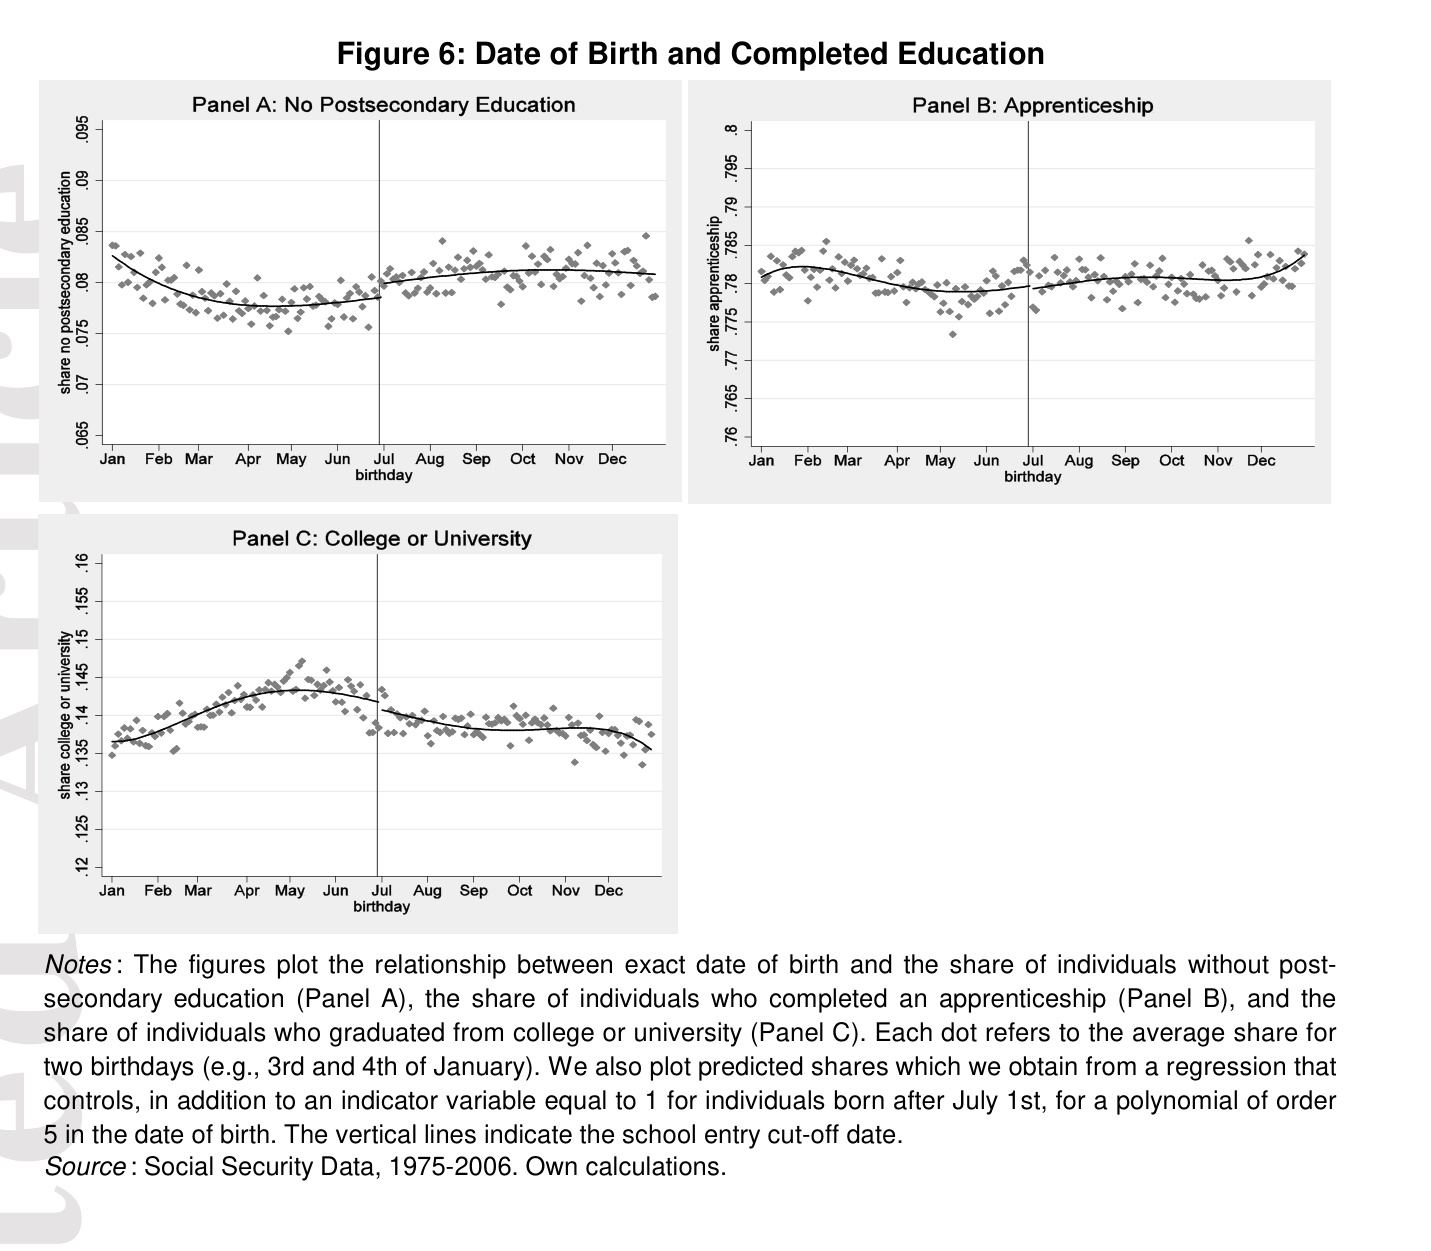 Figure 6: Date of Birth and Completed Education
Panel A: No Postsecondary Education
share no postsecondary education
.095
.09
.085
.08
.075
.07
.065
Jan Feb Mar Apr May Jun Jul Aug Sep Oct Nov Dec
birthday
Panel B: Apprenticeship
share apprenticeship
.8
.795
.79
.785
.78
.775
.77
.765
.76
Jan Feb Mar Apr May Jun Jul Aug Sep Oct Nov Dec
birthday
Panel C: College or University
share college or university
.16
.155
.15
.145
.14
.135
.13
.125
.12
Jan Feb Mar Apr May Jun Jul Aug Sep Oct Nov Dec
birthday
Notes: The figures plot the relationship between exact date of birth and the share of individuals without post-
secondary education (Panel A), the share of individuals who completed an apprenticeship (Panel B), and the
share of individuals who graduated from college or university (Panel C). Each dot refers to the average share for
two birthdays (e.g., 3rd and 4th of January). We also plot predicted shares which we obtain from a regression that
controls, in addition to an indicator variable equal to 1 for individuals born after July 1st, for a polynomial of order
5 in the date of birth. The vertical lines indicate the school entry cut-off date.
Source: Social Security Data, 1975-2006. Own calculations.